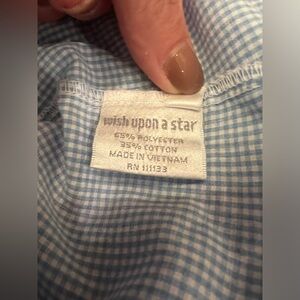 wish upon a star
65% POLYESTER
35% COTTON
MADE IN VIETNAM
RN 111133